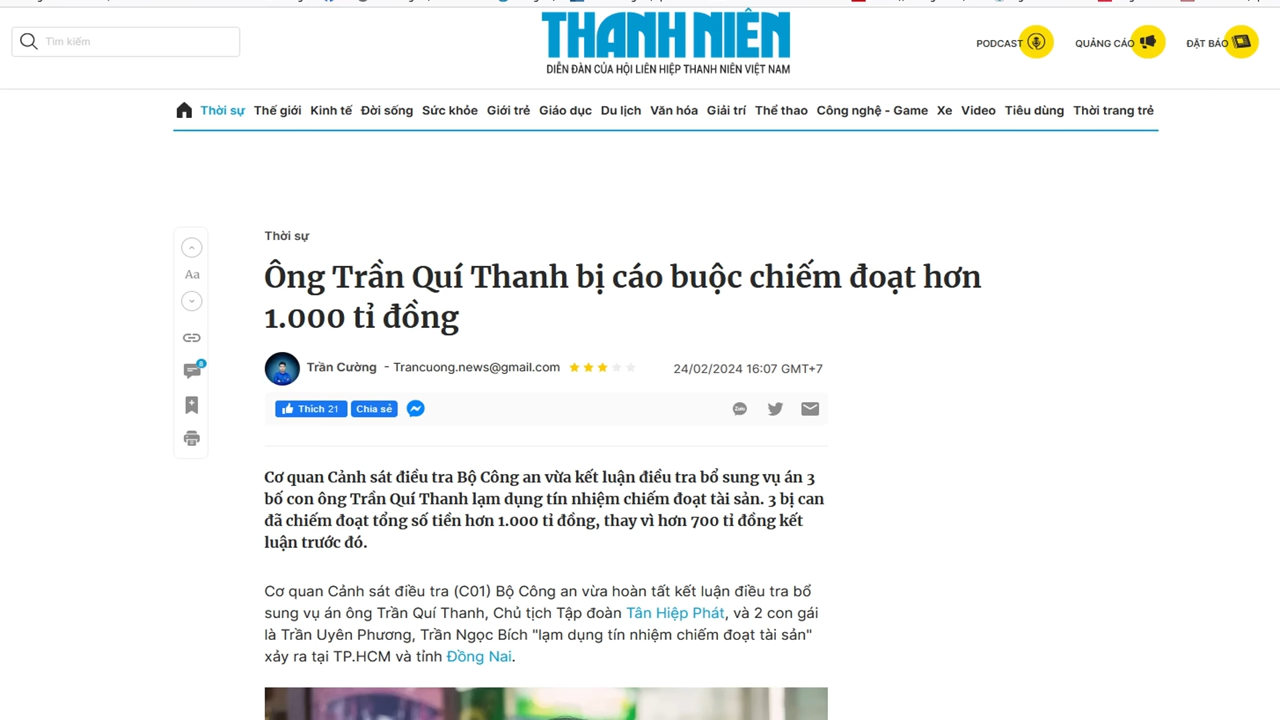 Tìm kiếm
THANH NIÊN
DIỄN ĐÀN CỦA HỘI LIÊN HIỆP THANH NIÊN VIỆT NAM
PODCAST
QUẢNG CÁO
ĐẶT BÁO
Thời sự Thế giới Kinh tế Đời sống Sức khỏe Giới trẻ Giáo dục Du lịch Văn hóa Giải trí Thể thao Công nghệ - Game Xe Video Tiêu dùng Thời trang trẻ
Thời sự
Aa
8
Ông Trần Quí Thanh bị cáo buộc chiếm đoạt hơn
1.000 tỉ đồng
Trần Cường - Trancuong.news@gmail.com 24/02/2024 16:07 GMT+7
Thích 21 Chia sẻ Zalo
Cơ quan Cảnh sát điều tra Bộ Công an vừa kết luận điều tra bổ sung vụ án 3
bố con ông Trần Quí Thanh lạm dụng tín nhiệm chiếm đoạt tài sản. 3 bị can
đã chiếm đoạt tổng số tiền hơn 1.000 tỉ đồng, thay vì hơn 700 tỉ đồng kết
luận trước đó.
Cơ quan Cảnh sát điều tra (C01) Bộ Công an vừa hoàn tất kết luận điều tra bổ
sung vụ án ông Trần Quí Thanh, Chủ tịch Tập đoàn Tân Hiệp Phát, và 2 con gái
là Trần Uyên Phương, Trần Ngọc Bích "lạm dụng tín nhiệm chiếm đoạt tài sản"
xảy ra tại TP.HCM và tỉnh Đồng Nai.